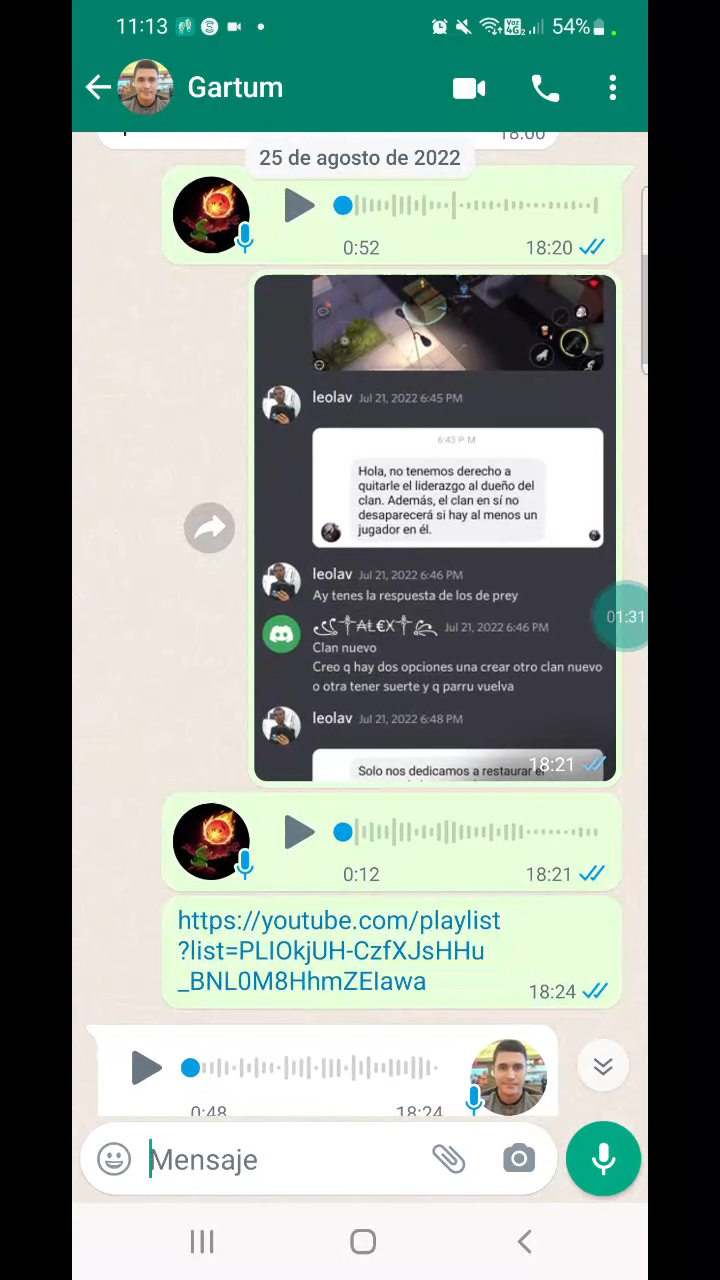 11:13
Voz
4G 2
54%
Gartum
18:00
25 de agosto de 2022
0:52
18:20
leolav Jul 21, 2022 6:45 PM
6:43 P M
Hola, no tenemos derecho a
quitarle el liderazgo al dueño del
clan. Además, el clan en sí no
desaparecerá si hay al menos un
jugador en él.
leolav Jul 21, 2022 6:46 PM
Ay tenes la respuesta de los de prey
01:31
꧁༒₳Ł€X༒꧂ Jul 21, 2022 6:46 PM
Clan nuevo
Creo q hay dos opciones una crear otro clan nuevo
o otra tener suerte y q parru vuelva
leolav Jul 21, 2022 6:48 PM
Solo nos dedicamos a restaurar el
18:21
0:12
18:21
https://youtube.com/playlist
?list=PLIOkjUH-CzfXJsHHu
_BNL0M8HhmZEIawa
18:24
0:48
18:24
Mensaje